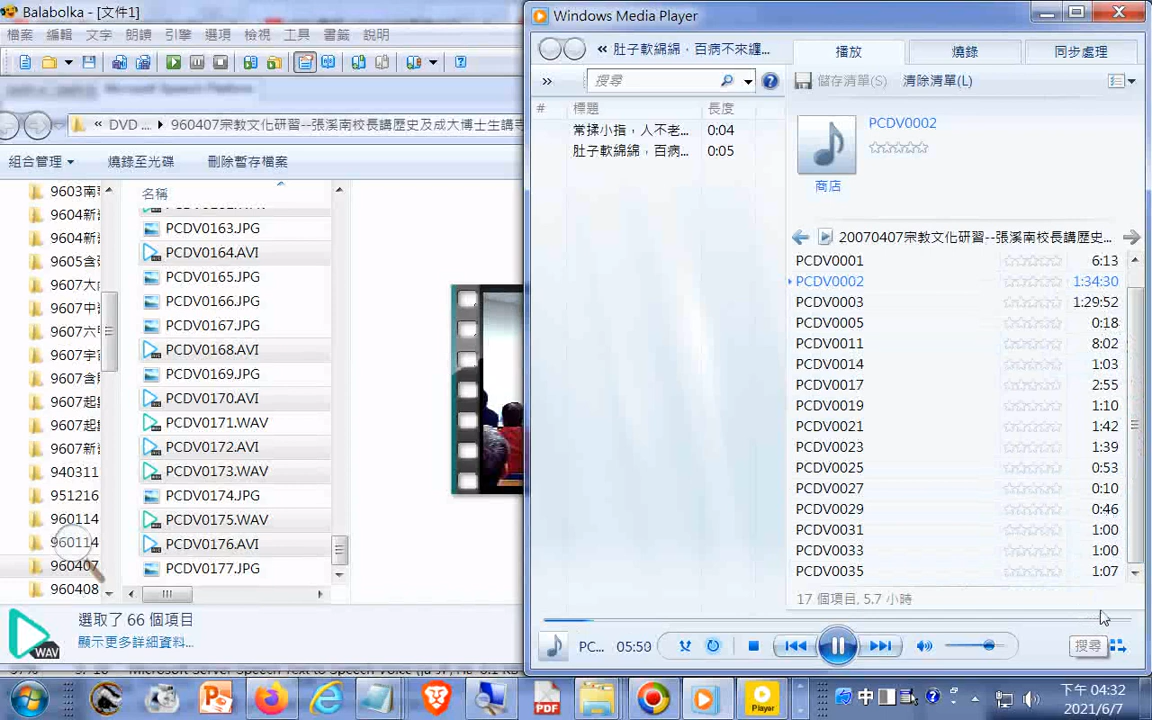 Balabolka - [文件1]
檔案 編輯 文字 朗讀 引擎 選項 檢視 工具 書籤 說明
« DVD ... ▸ 960407宗教文化研習--張溪南校長講歷史及成大博士生講
組合管理 燒錄至光碟 刪除暫存檔案
9603南
9604新
9604新
9605含
9607大
9607中
9607六
9607宇
9607含
9607起
9607起
9607新
940311
951216
960114
960114
960407
960408
名稱
PCDV0163.JPG
PCDV0164.AVI
PCDV0165.JPG
PCDV0166.JPG
PCDV0167.JPG
PCDV0168.AVI
PCDV0169.JPG
PCDV0170.AVI
PCDV0171.WAV
PCDV0172.AVI
PCDV0173.WAV
PCDV0174.JPG
PCDV0175.WAV
PCDV0176.AVI
PCDV0177.JPG
WAV
選取了 66 個項目
顯示更多詳細資料...
Windows Media Player
« 肚子軟綿綿，百病不來纏...
播放 燒錄 同步處理
» 搜尋
儲存清單(S) 清除清單(L)
# 標題 長度
常揉小指，人不老... 0:04
肚子軟綿綿，百病... 0:05
PCDV0002
商店
20070407宗教文化研習--張溪南校長講歷史...
PCDV0001 6:13
PCDV0002 1:34:30
PCDV0003 1:29:52
PCDV0005 0:18
PCDV0011 8:02
PCDV0014 1:03
PCDV0017 2:55
PCDV0019 1:10
PCDV0021 1:42
PCDV0023 1:39
PCDV0025 0:53
PCDV0027 0:10
PCDV0029 0:46
PCDV0031 1:00
PCDV0033 1:00
PCDV0035 1:07
17 個項目, 5.7 小時
PC... 05:50
搜尋
PDF
Player
中
下午 04:32
2021/6/7